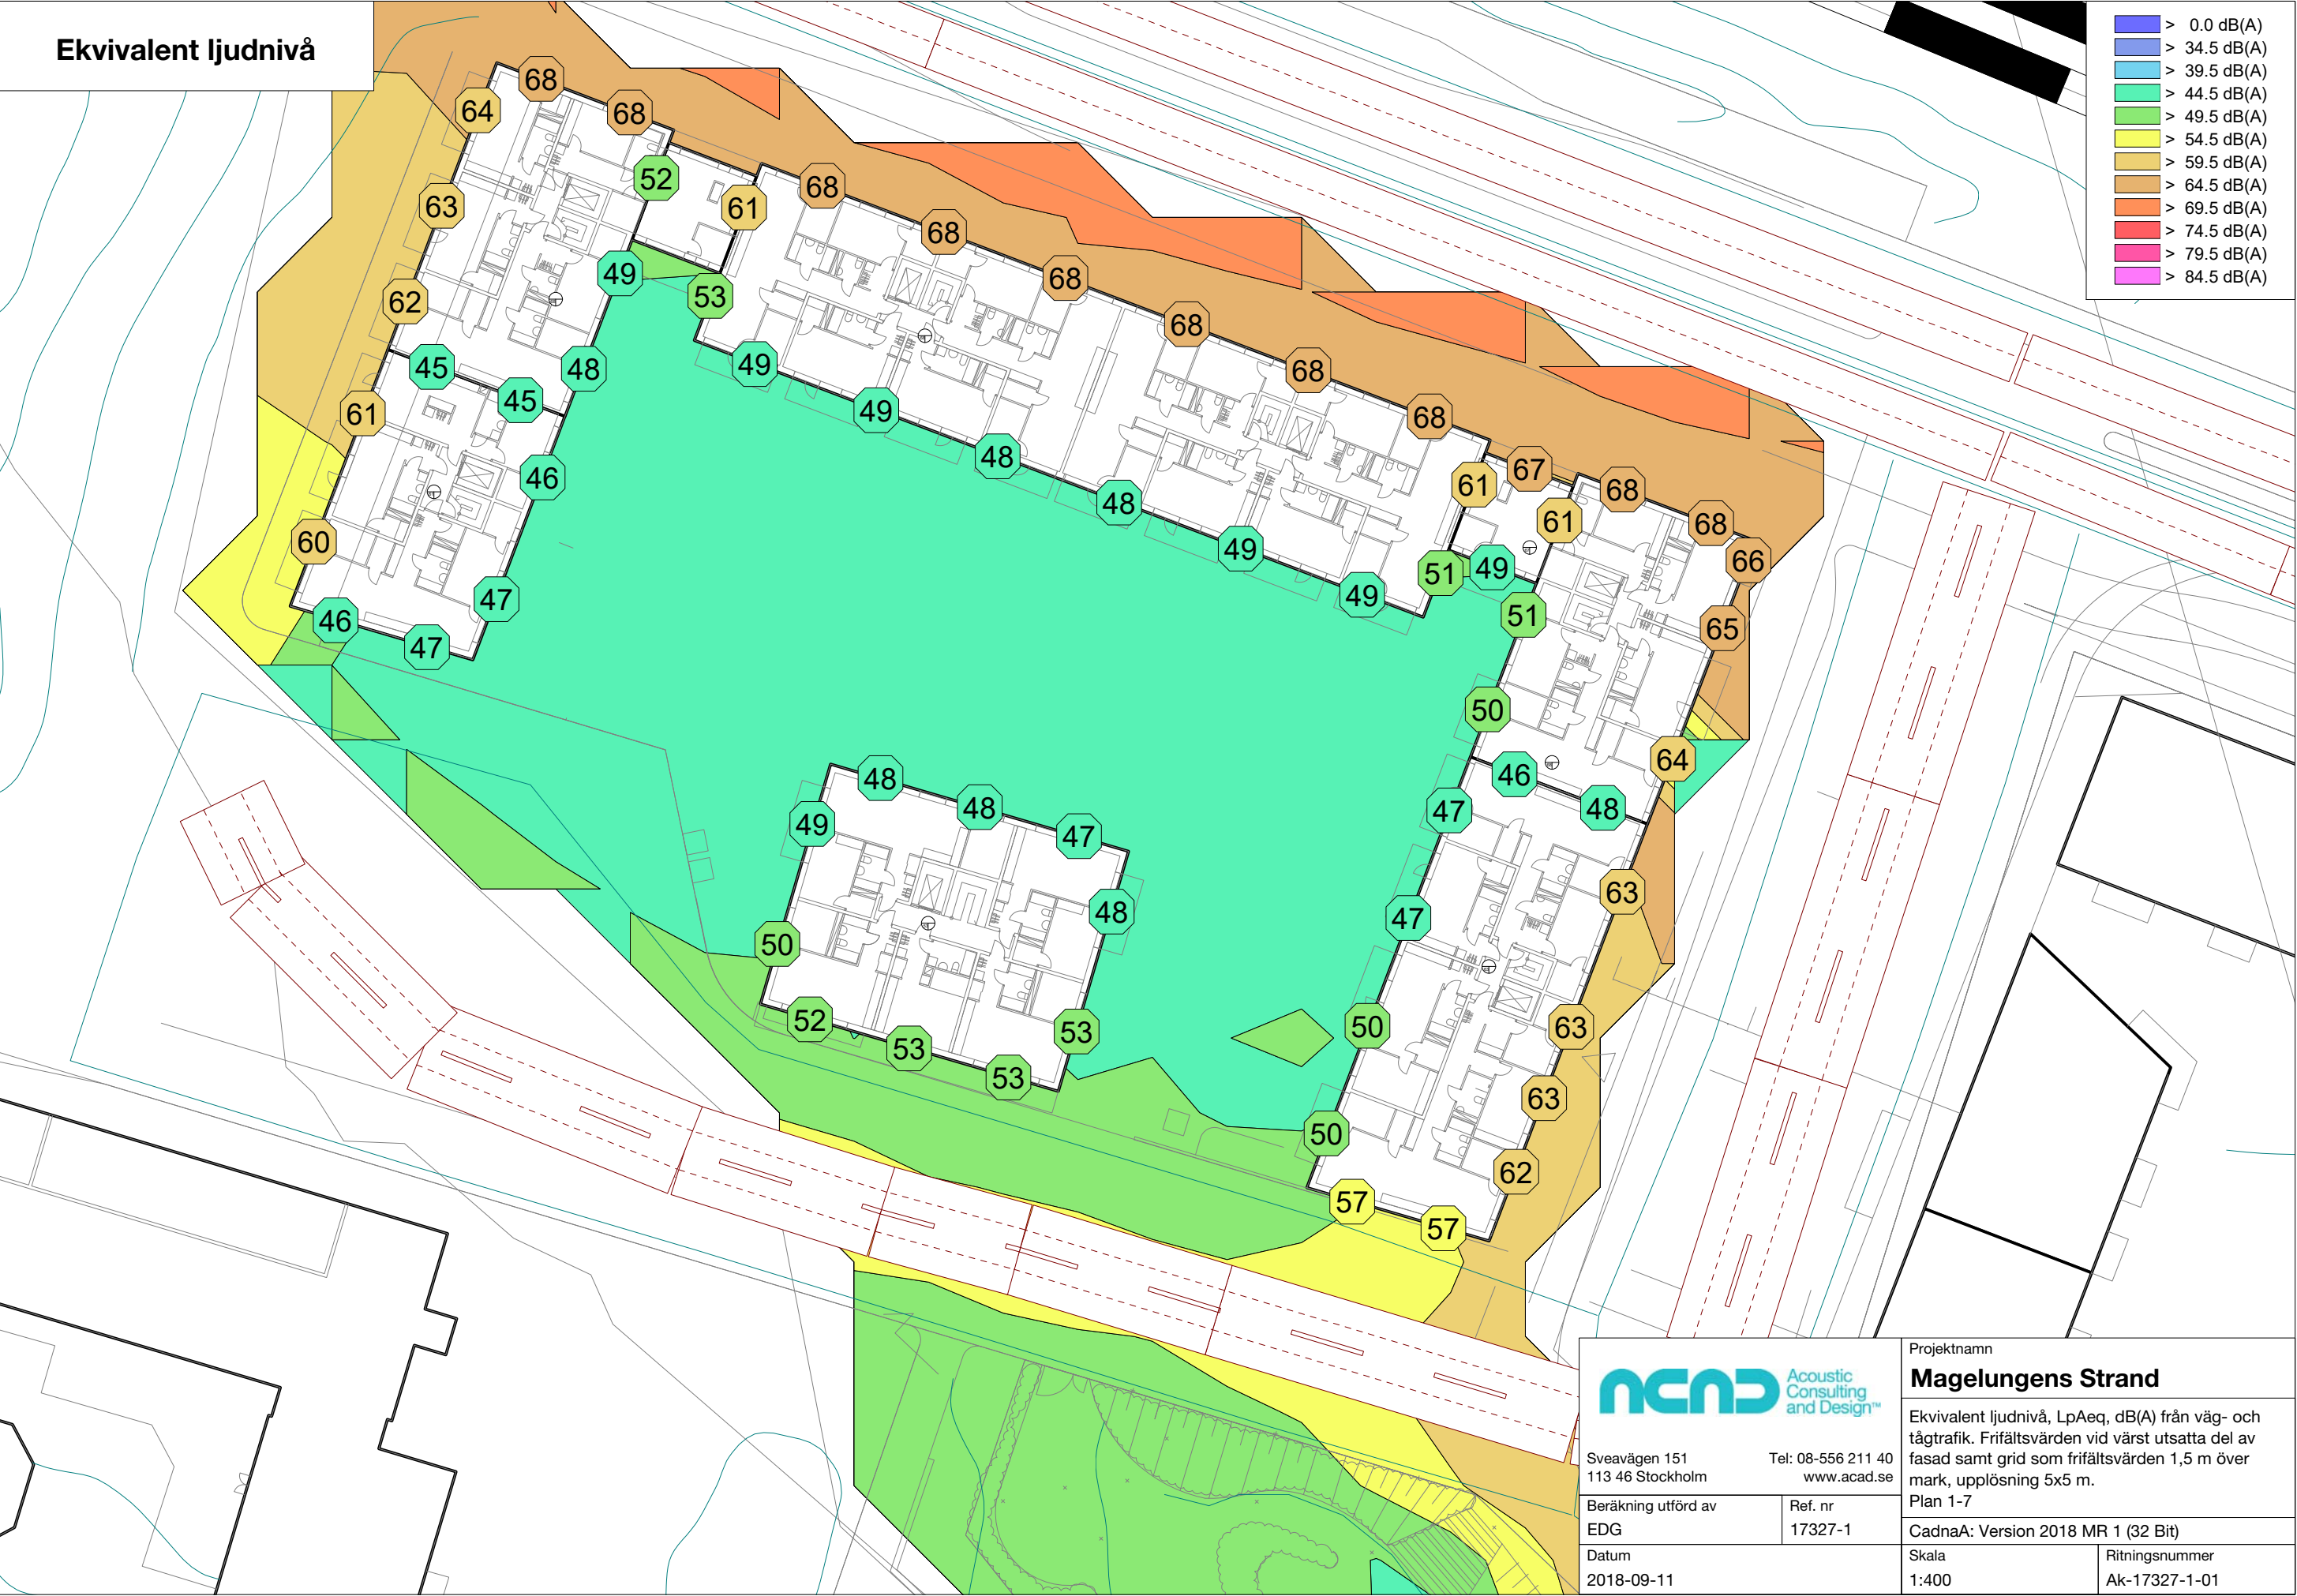 Ekvivalent ljudnivå
> 0.0 dB(A)
> 34.5 dB(A)
> 39.5 dB(A)
> 44.5 dB(A)
> 49.5 dB(A)
> 54.5 dB(A)
> 59.5 dB(A)
> 64.5 dB(A)
> 69.5 dB(A)
> 74.5 dB(A)
> 79.5 dB(A)
> 84.5 dB(A)
68
64
68
52
68
63
61
68
49
68
62
53
68
45
48
49
68
45
49
68
61
48
67
46
61
68
48
61
68
60
49
66
51
49
47
49
51
46
65
47
50
64
48
46
48
48
49
47
47
63
48
47
50
52
53
50
63
53
53
63
50
62
57
57
acad Acoustic
Consulting
and Design™
Sveavägen 151 Tel: 08-556 211 40
113 46 Stockholm www.acad.se
Beräkning utförd av Ref. nr
EDG 17327-1
Datum
2018-09-11
Projektnamn
Magelungens Strand
Ekvivalent ljudnivå, LpAeq, dB(A) från väg- och
tågtrafik. Frifältsvärden vid värst utsatta del av
fasad samt grid som frifältsvärden 1,5 m över
mark, upplösning 5x5 m.
Plan 1-7
CadnaA: Version 2018 MR 1 (32 Bit)
Skala Ritningsnummer
1:400 Ak-17327-1-01